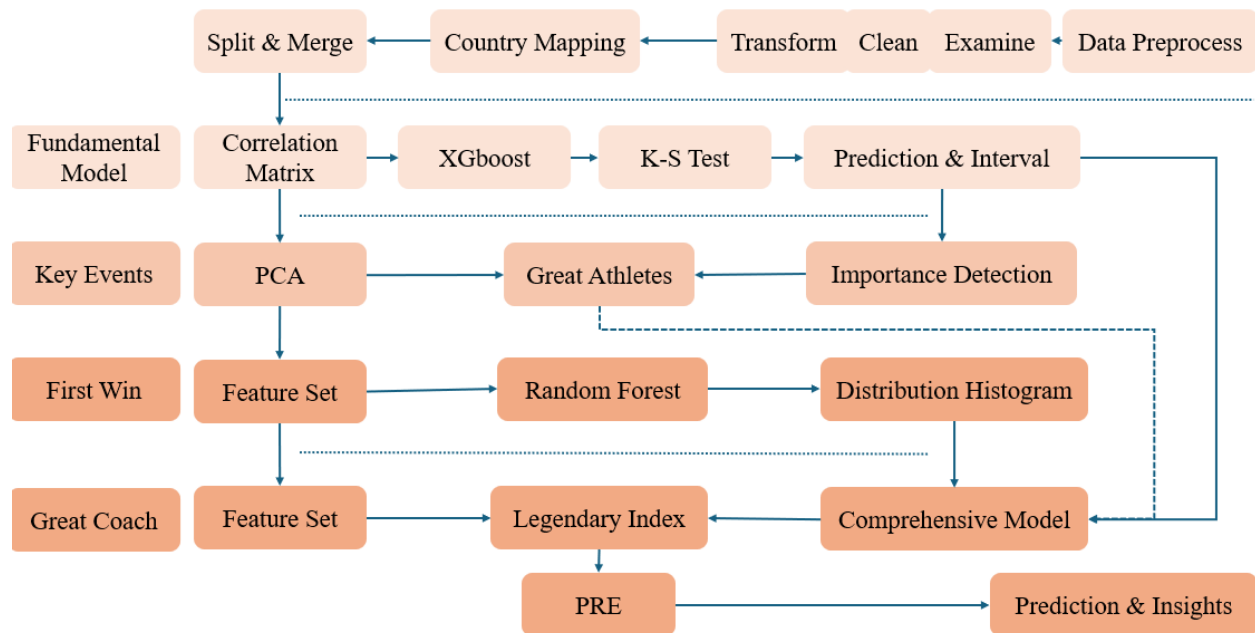 Split & Merge
Country Mapping
Transform
Clean
Examine
Data Preprocess
Fundamental
Model
Correlation
Matrix
XGboost
K-S Test
Prediction & Interval
Key Events
PCA
Great Athletes
Importance Detection
First Win
Feature Set
Random Forest
Distribution Histogram
Great Coach
Feature Set
Legendary Index
Comprehensive Model
PRE
Prediction & Insights